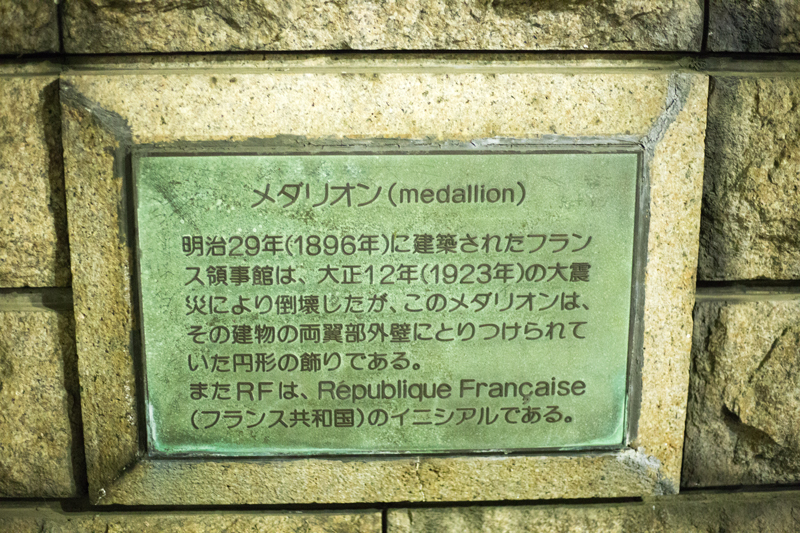 メダリオン(medallion)
明治29年(1896年)に建築されたフラン
ス領事館は、大正12年(1923年)の大震
災により倒壊したが、このメダリオンは、
その建物の両翼部外壁にとりつけられて
いた円形の飾りである。
またRFは、République Française
(フランス共和国)のイニシアルである。